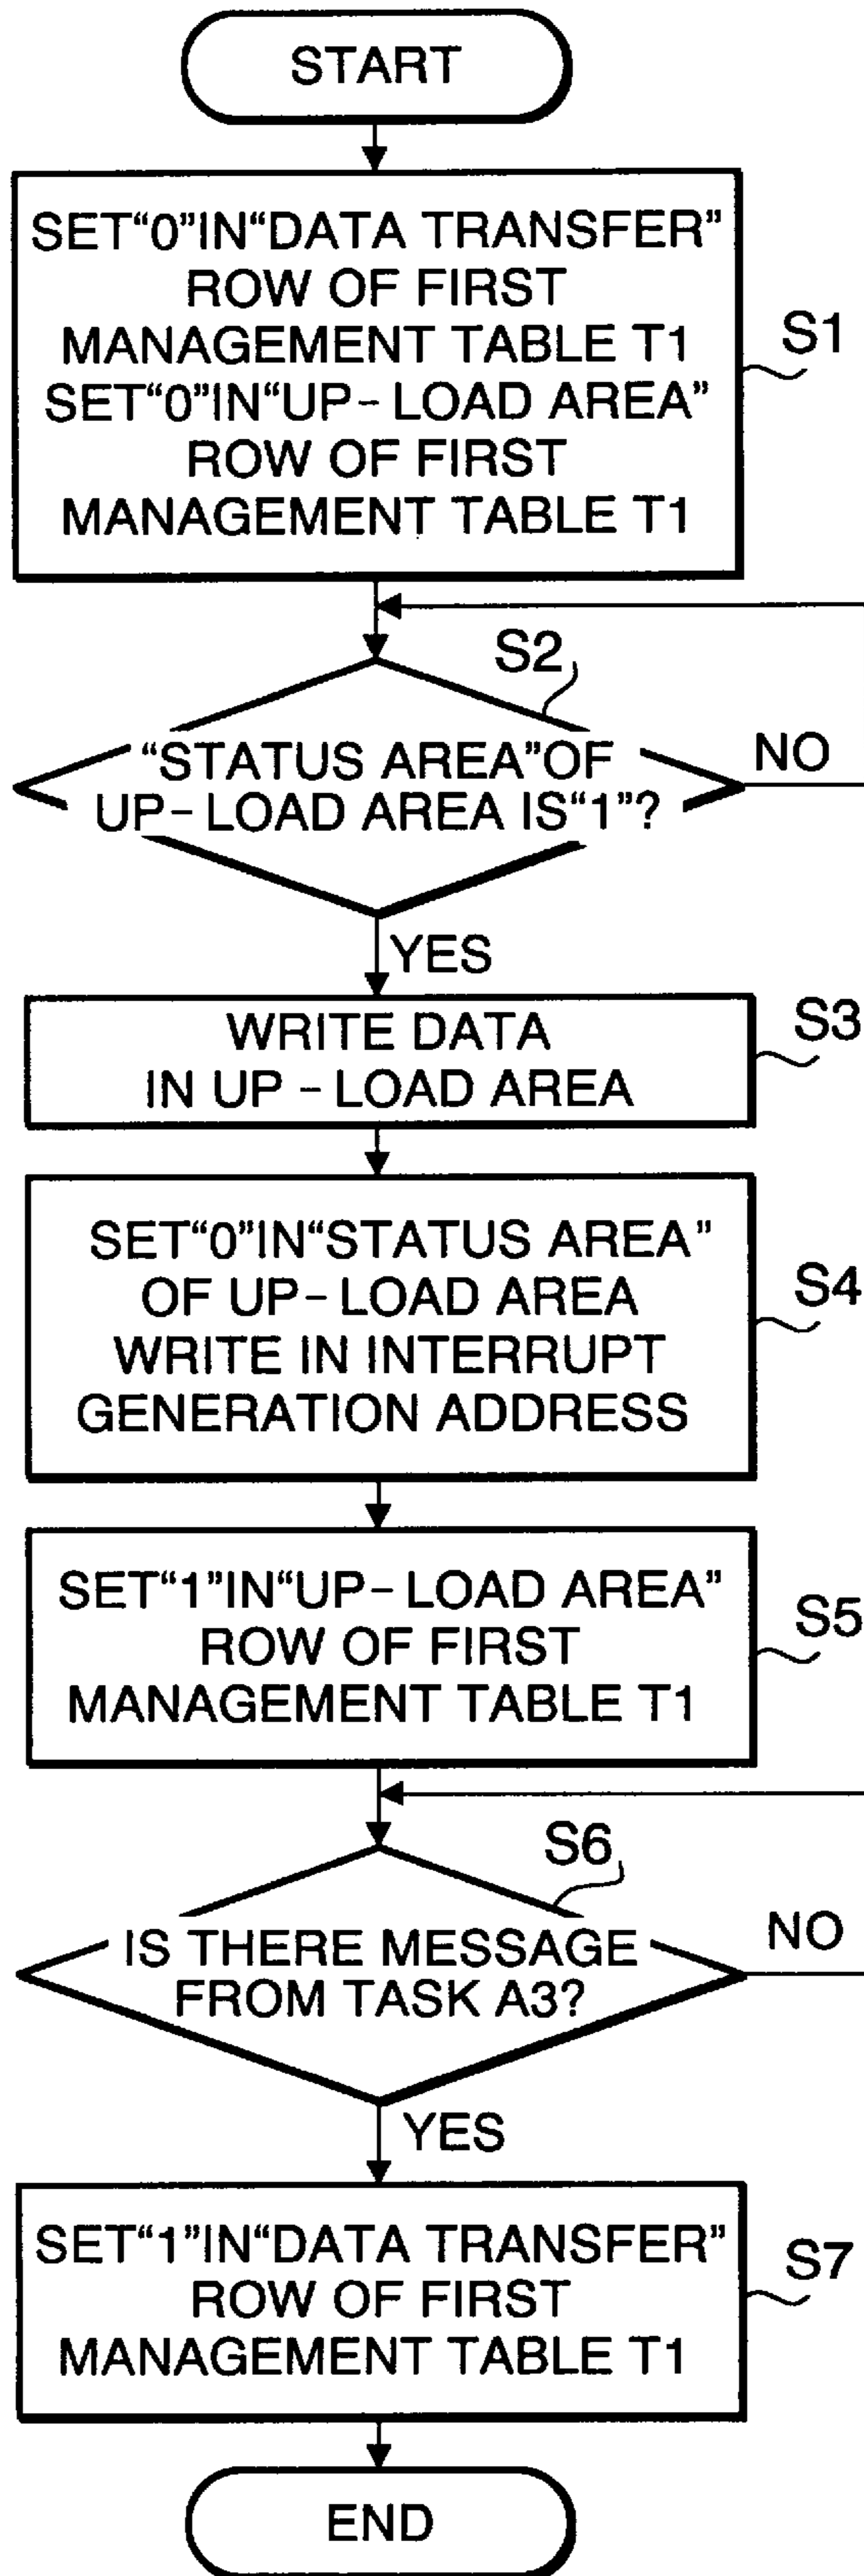 START
SET“0”IN“DATA TRANSFER”
ROW OF FIRST
MANAGEMENT TABLE T1
SET“0”IN“UP-LOAD AREA”
ROW OF FIRST
MANAGEMENT TABLE T1
S1
S2
“STATUS AREA”OF
UP-LOAD AREA IS“1”?
NO
YES
WRITE DATA
IN UP-LOAD AREA
S3
SET“0”IN“STATUS AREA”
OF UP-LOAD AREA
WRITE IN INTERRUPT
GENERATION ADDRESS
S4
SET“1”IN“UP-LOAD AREA”
ROW OF FIRST
MANAGEMENT TABLE T1
S5
S6
IS THERE MESSAGE
FROM TASK A3?
NO
YES
SET“1”IN“DATA TRANSFER”
ROW OF FIRST
MANAGEMENT TABLE T1
S7
END